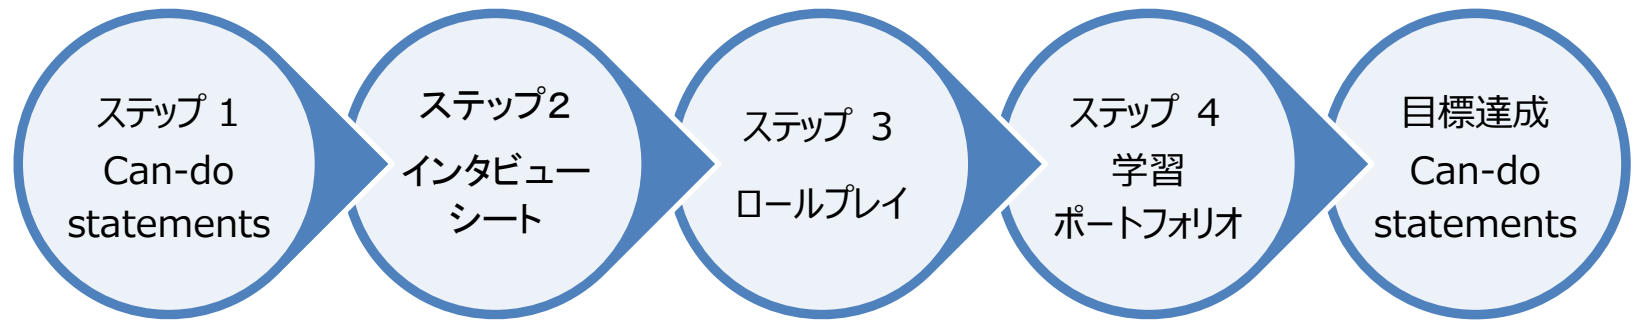 ステップ 1
Can-do
statements
ステップ２
インタビュー
シート
ステップ 3
ロールプレイ
ステップ 4
学習
ポートフォリオ
目標達成
Can-do
statements